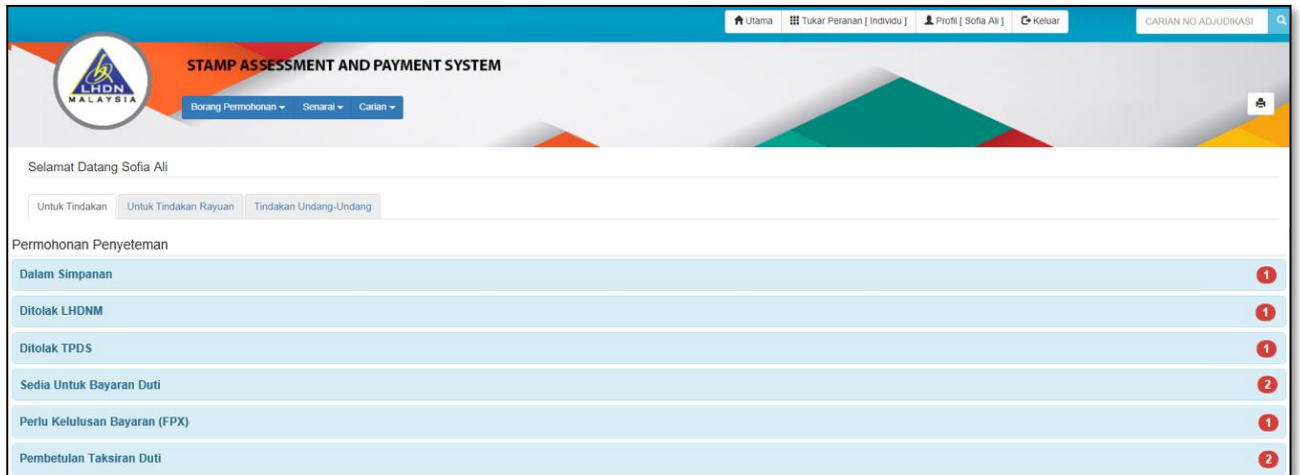 Utama Tukar Peranan [ Individu ] Profil [ Sofia Ali ] Keluar CARIAN NO ADJUDIKASI
STAMP ASSESSMENT AND PAYMENT SYSTEM
LHDN
MALAYSIA
Borang Permohonan Senarai Carian
Selamat Datang Sofia Ali
Untuk Tindakan Untuk Tindakan Rayuan Tindakan Undang-Undang
Permohonan Penyeteman
Dalam Simpanan 1
Ditolak LHDNM 1
Ditolak TPDS 1
Sedia Untuk Bayaran Duti 2
Perlu Kelulusan Bayaran (FPX) 1
Pembetulan Taksiran Duti 2